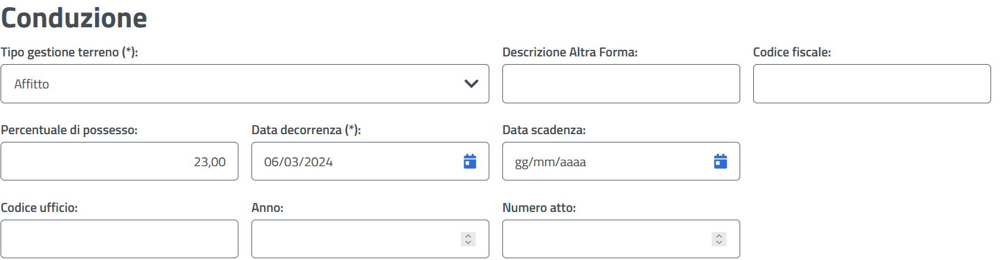 Conduzione
Tipo gestione terreno (*): Descrizione Altra Forma: Codice fiscale:
Affitto
Percentuale di possesso: Data decorrenza (*): Data scadenza:
23,00 06/03/2024 gg/mm/aaaa
Codice ufficio: Anno: Numero atto: